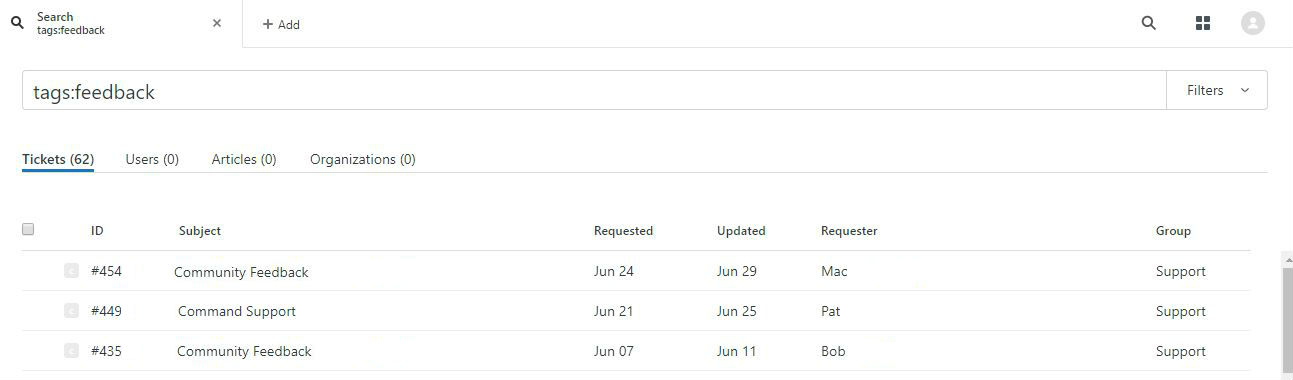 Search
tags:feedback
+ Add
tags:feedback
Filters
Tickets (62) Users (0) Articles (0) Organizations (0)
ID Subject Requested Updated Requester Group
#454 Community Feedback Jun 24 Jun 29 Mac Support
#449 Command Support Jun 21 Jun 25 Pat Support
#435 Community Feedback Jun 07 Jun 11 Bob Support